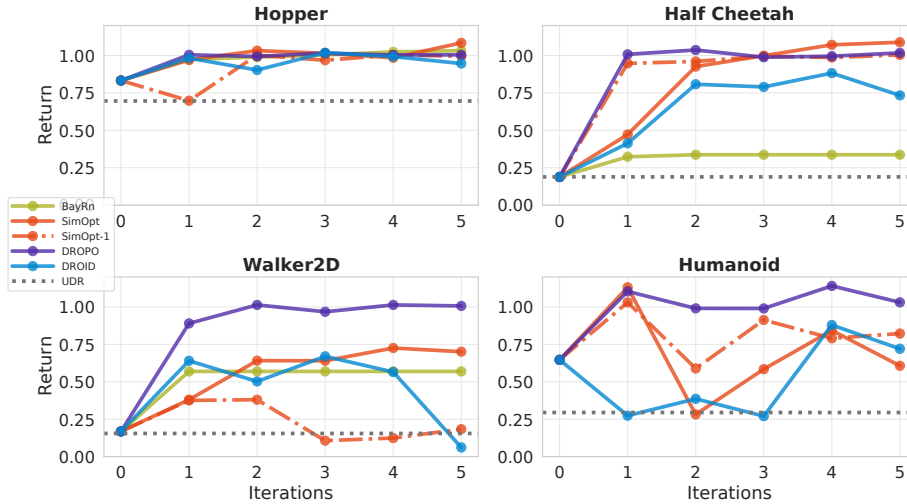 Hopper
Return
1.00
0.75
0.50
0.25
0.00
0 1 2 3 4 5
Half Cheetah
1.00
0.75
0.50
0.25
0.00
0 1 2 3 4 5
BayRn
SimOpt
SimOpt-1
DROPO
DROID
UDR
Walker2D
Return
1.00
0.75
0.50
0.25
0.00
0 1 2 3 4 5
Iterations
Humanoid
1.00
0.75
0.50
0.25
0.00
0 1 2 3 4 5
Iterations